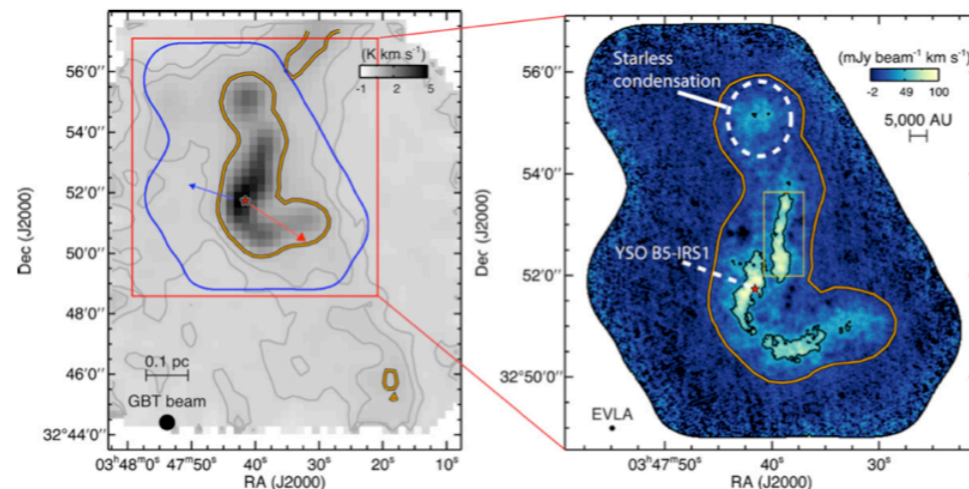 (K km s⁻¹)
-1 2 5
56'0''
54'0''
52'0''
50'0''
48'0''
46'0''
32°44'0''
Dec (J2000)
0.1 pc
GBT beam
03ʰ48ᵐ0ˢ 47ᵐ50ˢ 40ˢ 30ˢ 20ˢ 10ˢ
RA (J2000)
Starless
condensation
(mJy beam⁻¹ km s⁻¹)
-2 49 100
5,000 AU
YSO B5-IRS1
56'0''
54'0''
52'0''
32°50'0''
Dec (J2000)
EVLA
03ʰ47ᵐ50ˢ 40ˢ 30ˢ
RA (J2000)